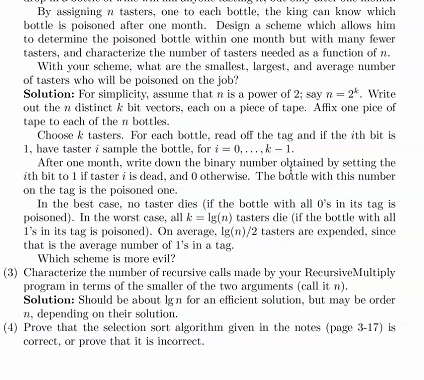 By assigning n tasters, one to each bottle, the king can know which
bottle is poisoned after one month. Design a scheme which allows him
to determine the poisoned bottle within one month but with many fewer
tasters, and characterize the number of tasters needed as a function of n.
With your scheme, what are the smallest, largest, and average number
of tasters who will be poisoned on the job?
Solution: For simplicity, assume that n is a power of 2; say n = 2^k. Write
out the n distinct k bit vectors, each on a piece of tape. Affix one pice of
tape to each of the n bottles.
Choose k tasters. For each bottle, read off the tag and if the ith bit is
1, have taster i sample the bottle, for i = 0, . . . , k − 1.
After one month, write down the binary number obtained by setting the
ith bit to 1 if taster i is dead, and 0 otherwise. The bottle with this number
on the tag is the poisoned one.
In the best case, no taster dies (if the bottle with all 0's in its tag is
poisoned). In the worst case, all k = lg(n) tasters die (if the bottle with all
1's in its tag is poisoned). On average, lg(n)/2 tasters are expended, since
that is the average number of 1's in a tag.
Which scheme is more evil?
(3) Characterize the number of recursive calls made by your RecursiveMultiply
program in terms of the smaller of the two arguments (call it n).
Solution: Should be about lg n for an efficient solution, but may be order
n, depending on their solution.
(4) Prove that the selection sort algorithm given in the notes (page 3-17) is
correct, or prove that it is incorrect.